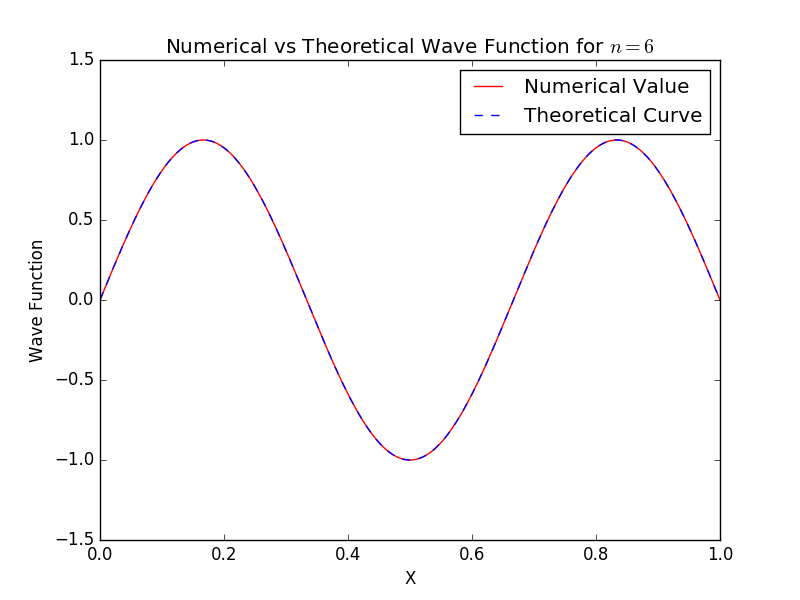 Numerical vs Theoretical Wave Function for n = 6
1.5
Numerical Value
Theoretical Curve
1.0
0.5
0.0
−0.5
−1.0
−1.5
Wave Function
0.0 0.2 0.4 0.6 0.8 1.0
X